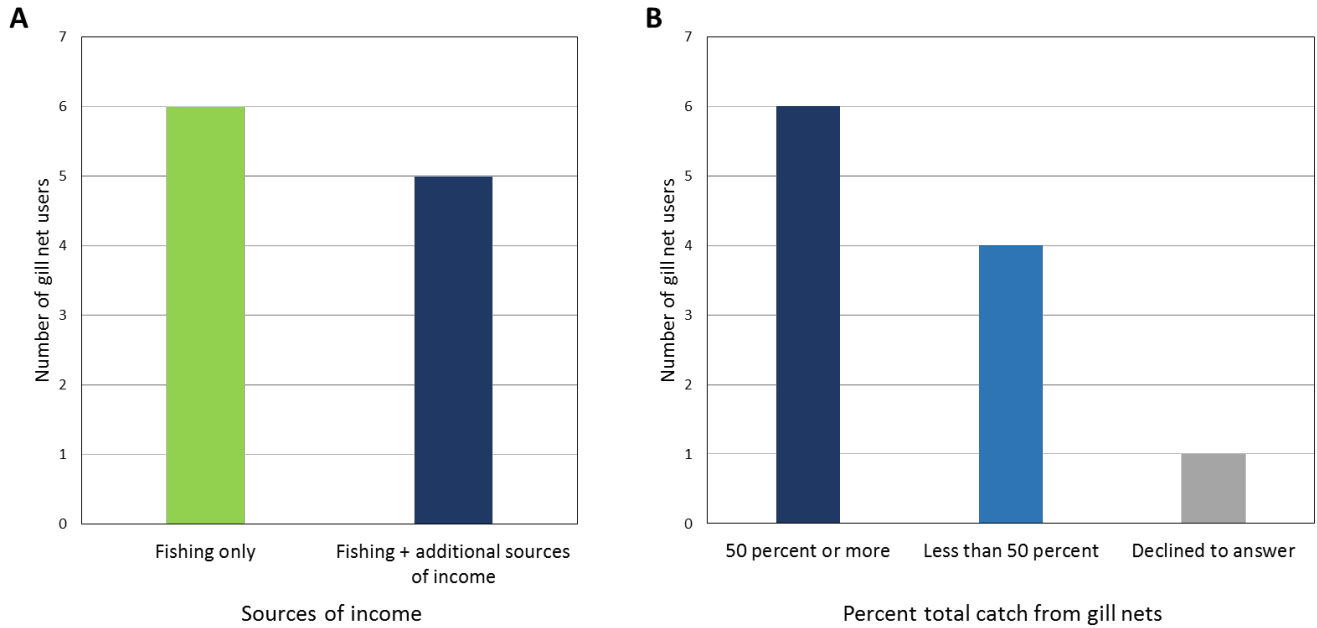 A
Number of gill net users
7
6
5
4
3
2
1
0
Fishing only
Fishing + additional sources
of income
Sources of income
B
Number of gill net users
7
6
5
4
3
2
1
0
50 percent or more
Less than 50 percent
Declined to answer
Percent total catch from gill nets